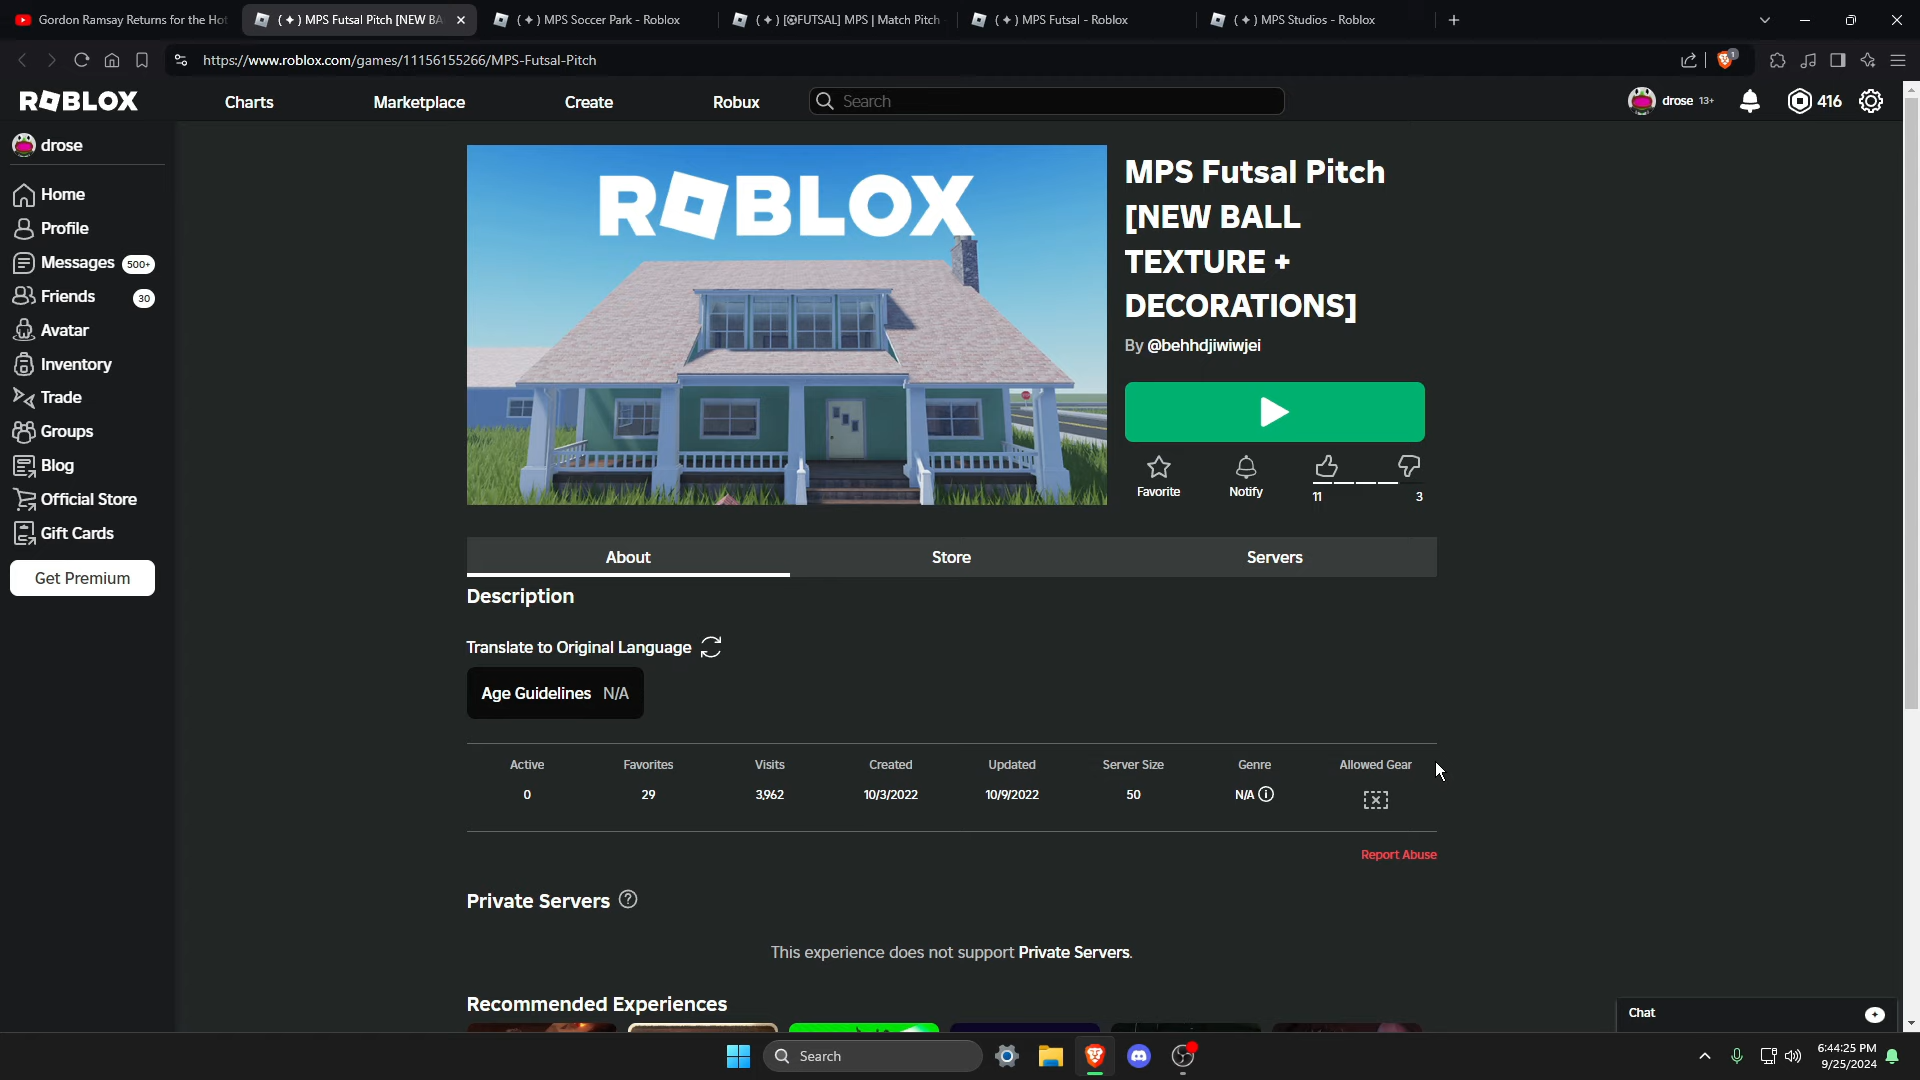 Gordon Ramsay Returns for the Hot
( ✦ ) MPS Futsal Pitch [NEW BA
( ✦ ) MPS Soccer Park - Roblox
( ✦ ) [⚽FUTSAL] MPS | Match Pitch
( ✦ ) MPS Futsal - Roblox
( ✦ ) MPS Studios - Roblox
https://www.roblox.com/games/11156155266/MPS-Futsal-Pitch
1
ROBLOX
Charts
Marketplace
Create
Robux
Search
drose 13+
416
drose
Home
Profile
Messages 500+
Friends 30
Avatar
Inventory
Trade
Groups
Blog
Official Store
Gift Cards
Get Premium
ROBLOX
MPS Futsal Pitch
[NEW BALL
TEXTURE +
DECORATIONS]
By @behhdjiwiwjei
Favorite
Notify
11
3
About
Store
Servers
Description
Translate to Original Language
Age Guidelines N/A
Active
Favorites
Visits
Created
Updated
Server Size
Genre
Allowed Gear
0
29
3,962
10/3/2022
10/9/2022
50
N/A
Report Abuse
Private Servers
This experience does not support Private Servers.
Recommended Experiences
Chat
Search
6:44:25 PM
9/25/2024